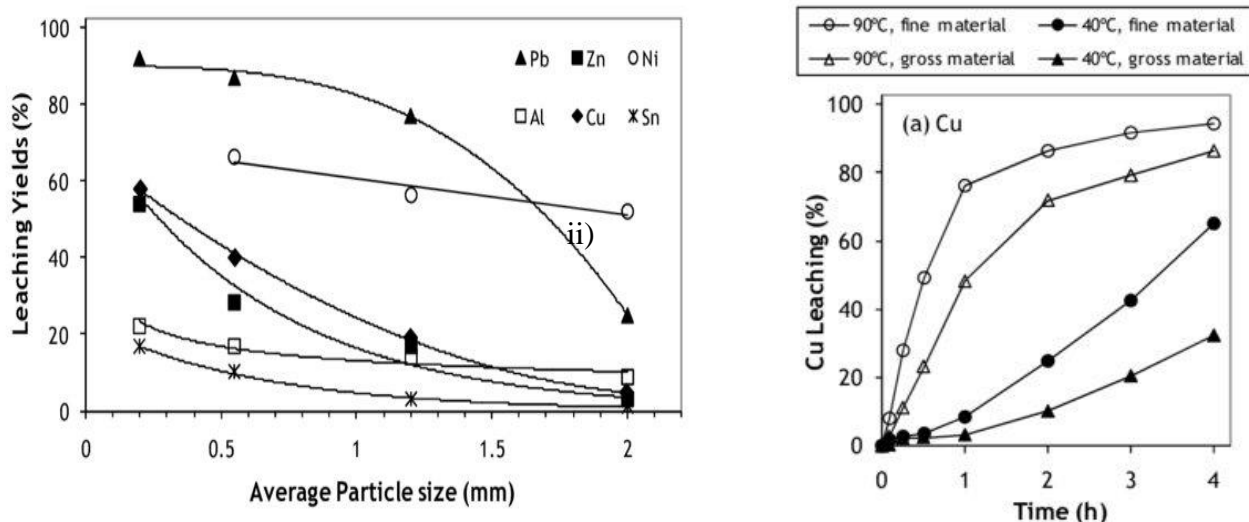 Leaching Yields (%)
100
80
60
40
20
0
Pb Zn Ni
Al Cu Sn
ii)
0 0.5 1 1.5 2
Average Particle size (mm)
90ºC, fine material 40ºC, fine material
90ºC, gross material 40ºC, gross material
Cu Leaching (%)
100
80
60
40
20
0
(a) Cu
0 1 2 3 4
Time (h)